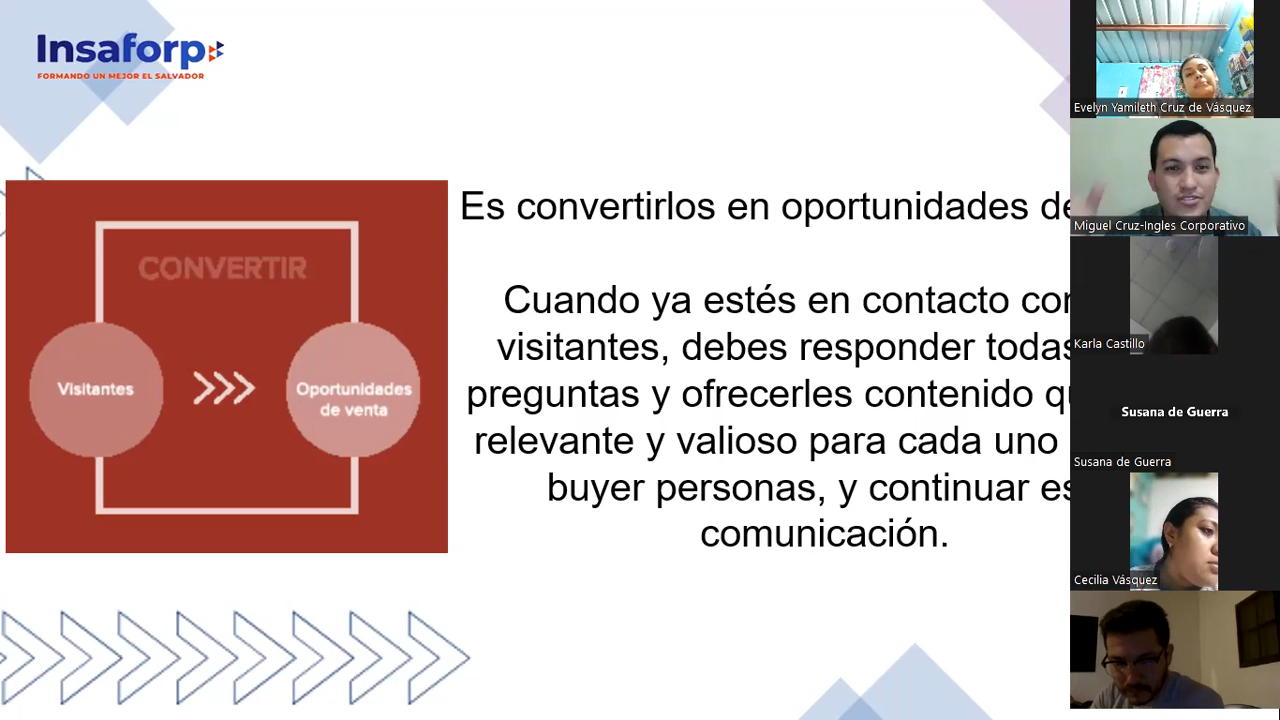 Insaforp
FORMANDO UN MEJOR EL SALVADOR
CONVERTIR
Visitantes
Oportunidades
de venta
Es convertirlos en oportunidades de
Cuando ya estés en contacto con
visitantes, debes responder todas
preguntas y ofrecerles contenido
relevante y valioso para cada uno
buyer personas, y continuar
comunicación.
Evelyn Yamileth Cruz de Vásquez
Miguel Cruz-Ingles Corporativo
Karla Castillo
Susana de Guerra
Susana de Guerra
Cecilia Vásquez